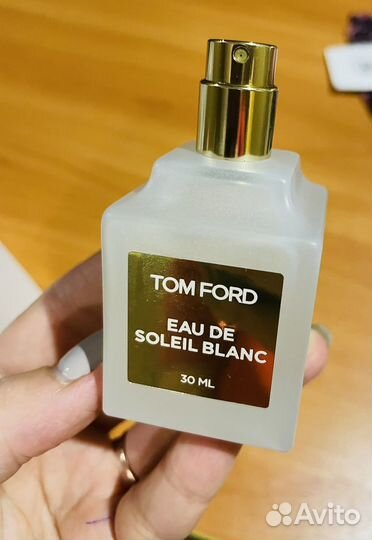 TOM FORD
EAU DE
SOLEIL BLANC
30 ML
Avito